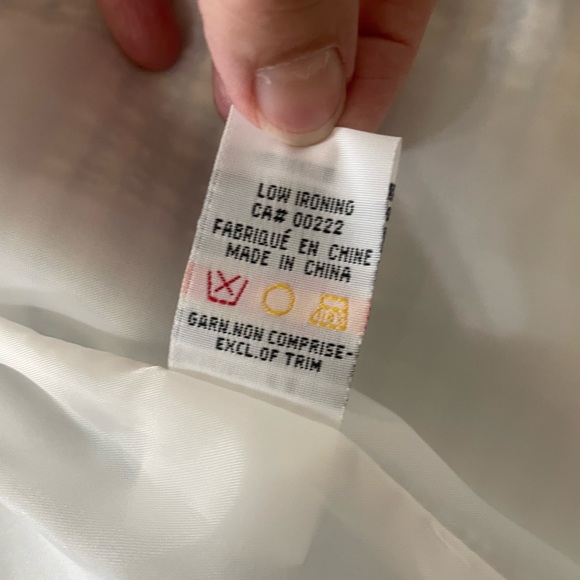 LOW IRONING
CA# 00222
FABRIQUÉ EN CHINE
MADE IN CHINA
GARN.NON COMPRISE-
EXCL.OF TRIM